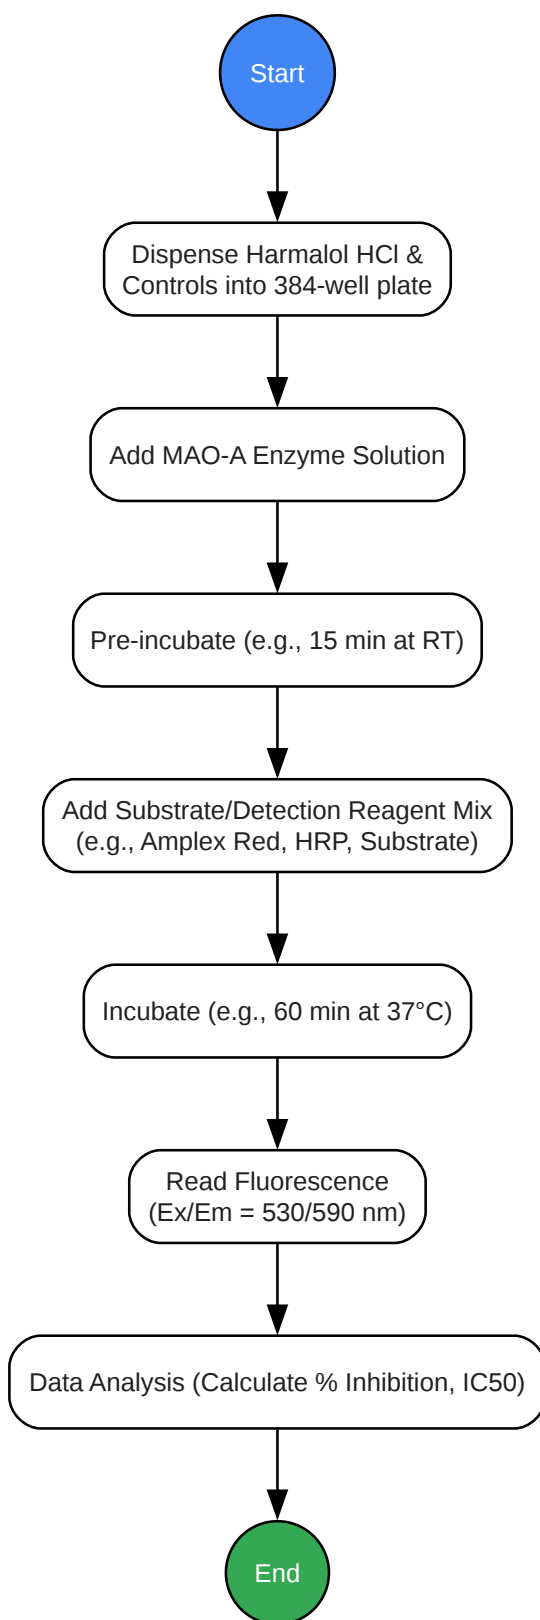 Start
Dispense Harmalol HCl &
Controls into 384-well plate
Add MAO-A Enzyme Solution
Pre-incubate (e.g., 15 min at RT)
Add Substrate/Detection Reagent Mix
(e.g., Amplex Red, HRP, Substrate)
Incubate (e.g., 60 min at 37°C)
Read Fluorescence
(Ex/Em = 530/590 nm)
Data Analysis (Calculate % Inhibition, IC50)
End